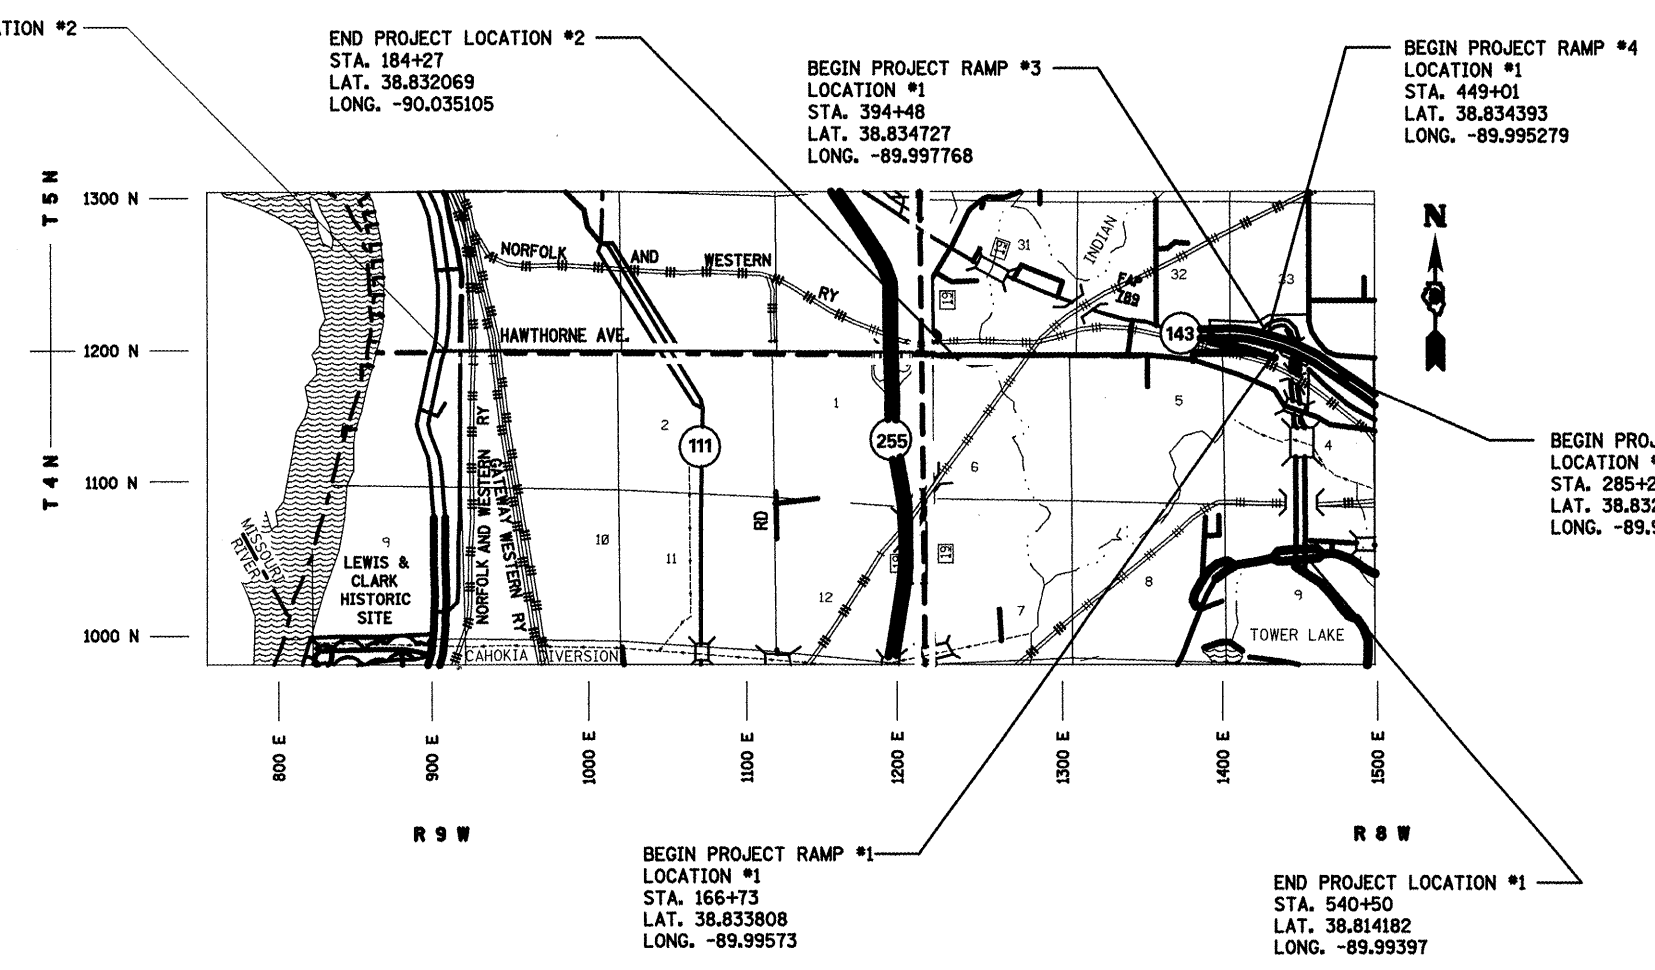 ATION #2
END PROJECT LOCATION #2
STA. 184+27
LAT. 38.832069
LONG. -90.035105
BEGIN PROJECT RAMP #3
LOCATION #1
STA. 394+48
LAT. 38.834727
LONG. -89.997768
BEGIN PROJECT RAMP #4
LOCATION #1
STA. 449+01
LAT. 38.834393
LONG. -89.995279
T 5 N
T 4 N
1300 N
1200 N
1100 N
1000 N
N
NORFOLK AND WESTERN RY
HAWTHORNE AVE.
INDIAN
FAP
789
31
32
33
19
19
19
19
143
111
255
1
2
4
5
6
7
8
9
9
10
11
12
RD
NORFOLK AND WESTERN RY
GATEWAY WESTERN RY
MISSOURI
RIVER
LEWIS &
CLARK
HISTORIC
SITE
CAHOKIA DIVERSION
TOWER LAKE
BEGIN PROJ
LOCATION
STA. 285+2
LAT. 38.832
LONG. -89.9
800 E
900 E
1000 E
1100 E
1200 E
1300 E
1400 E
1500 E
R 9 W
R 8 W
BEGIN PROJECT RAMP #1
LOCATION #1
STA. 166+73
LAT. 38.833808
LONG. -89.99573
END PROJECT LOCATION #1
STA. 540+50
LAT. 38.814182
LONG. -89.99397